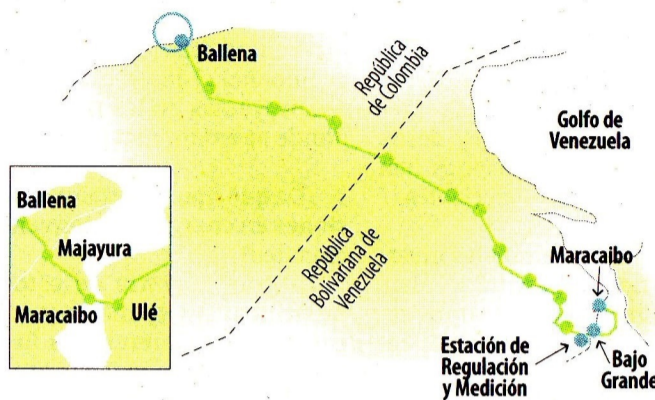 Ballena
República
de Colombia
Golfo de
Venezuela
Ballena
Majayura
Maracaibo
Ulé
República
Bolivariana de
Venezuela
Maracaibo
Estación de
Regulación
y Medición
Bajo
Grande